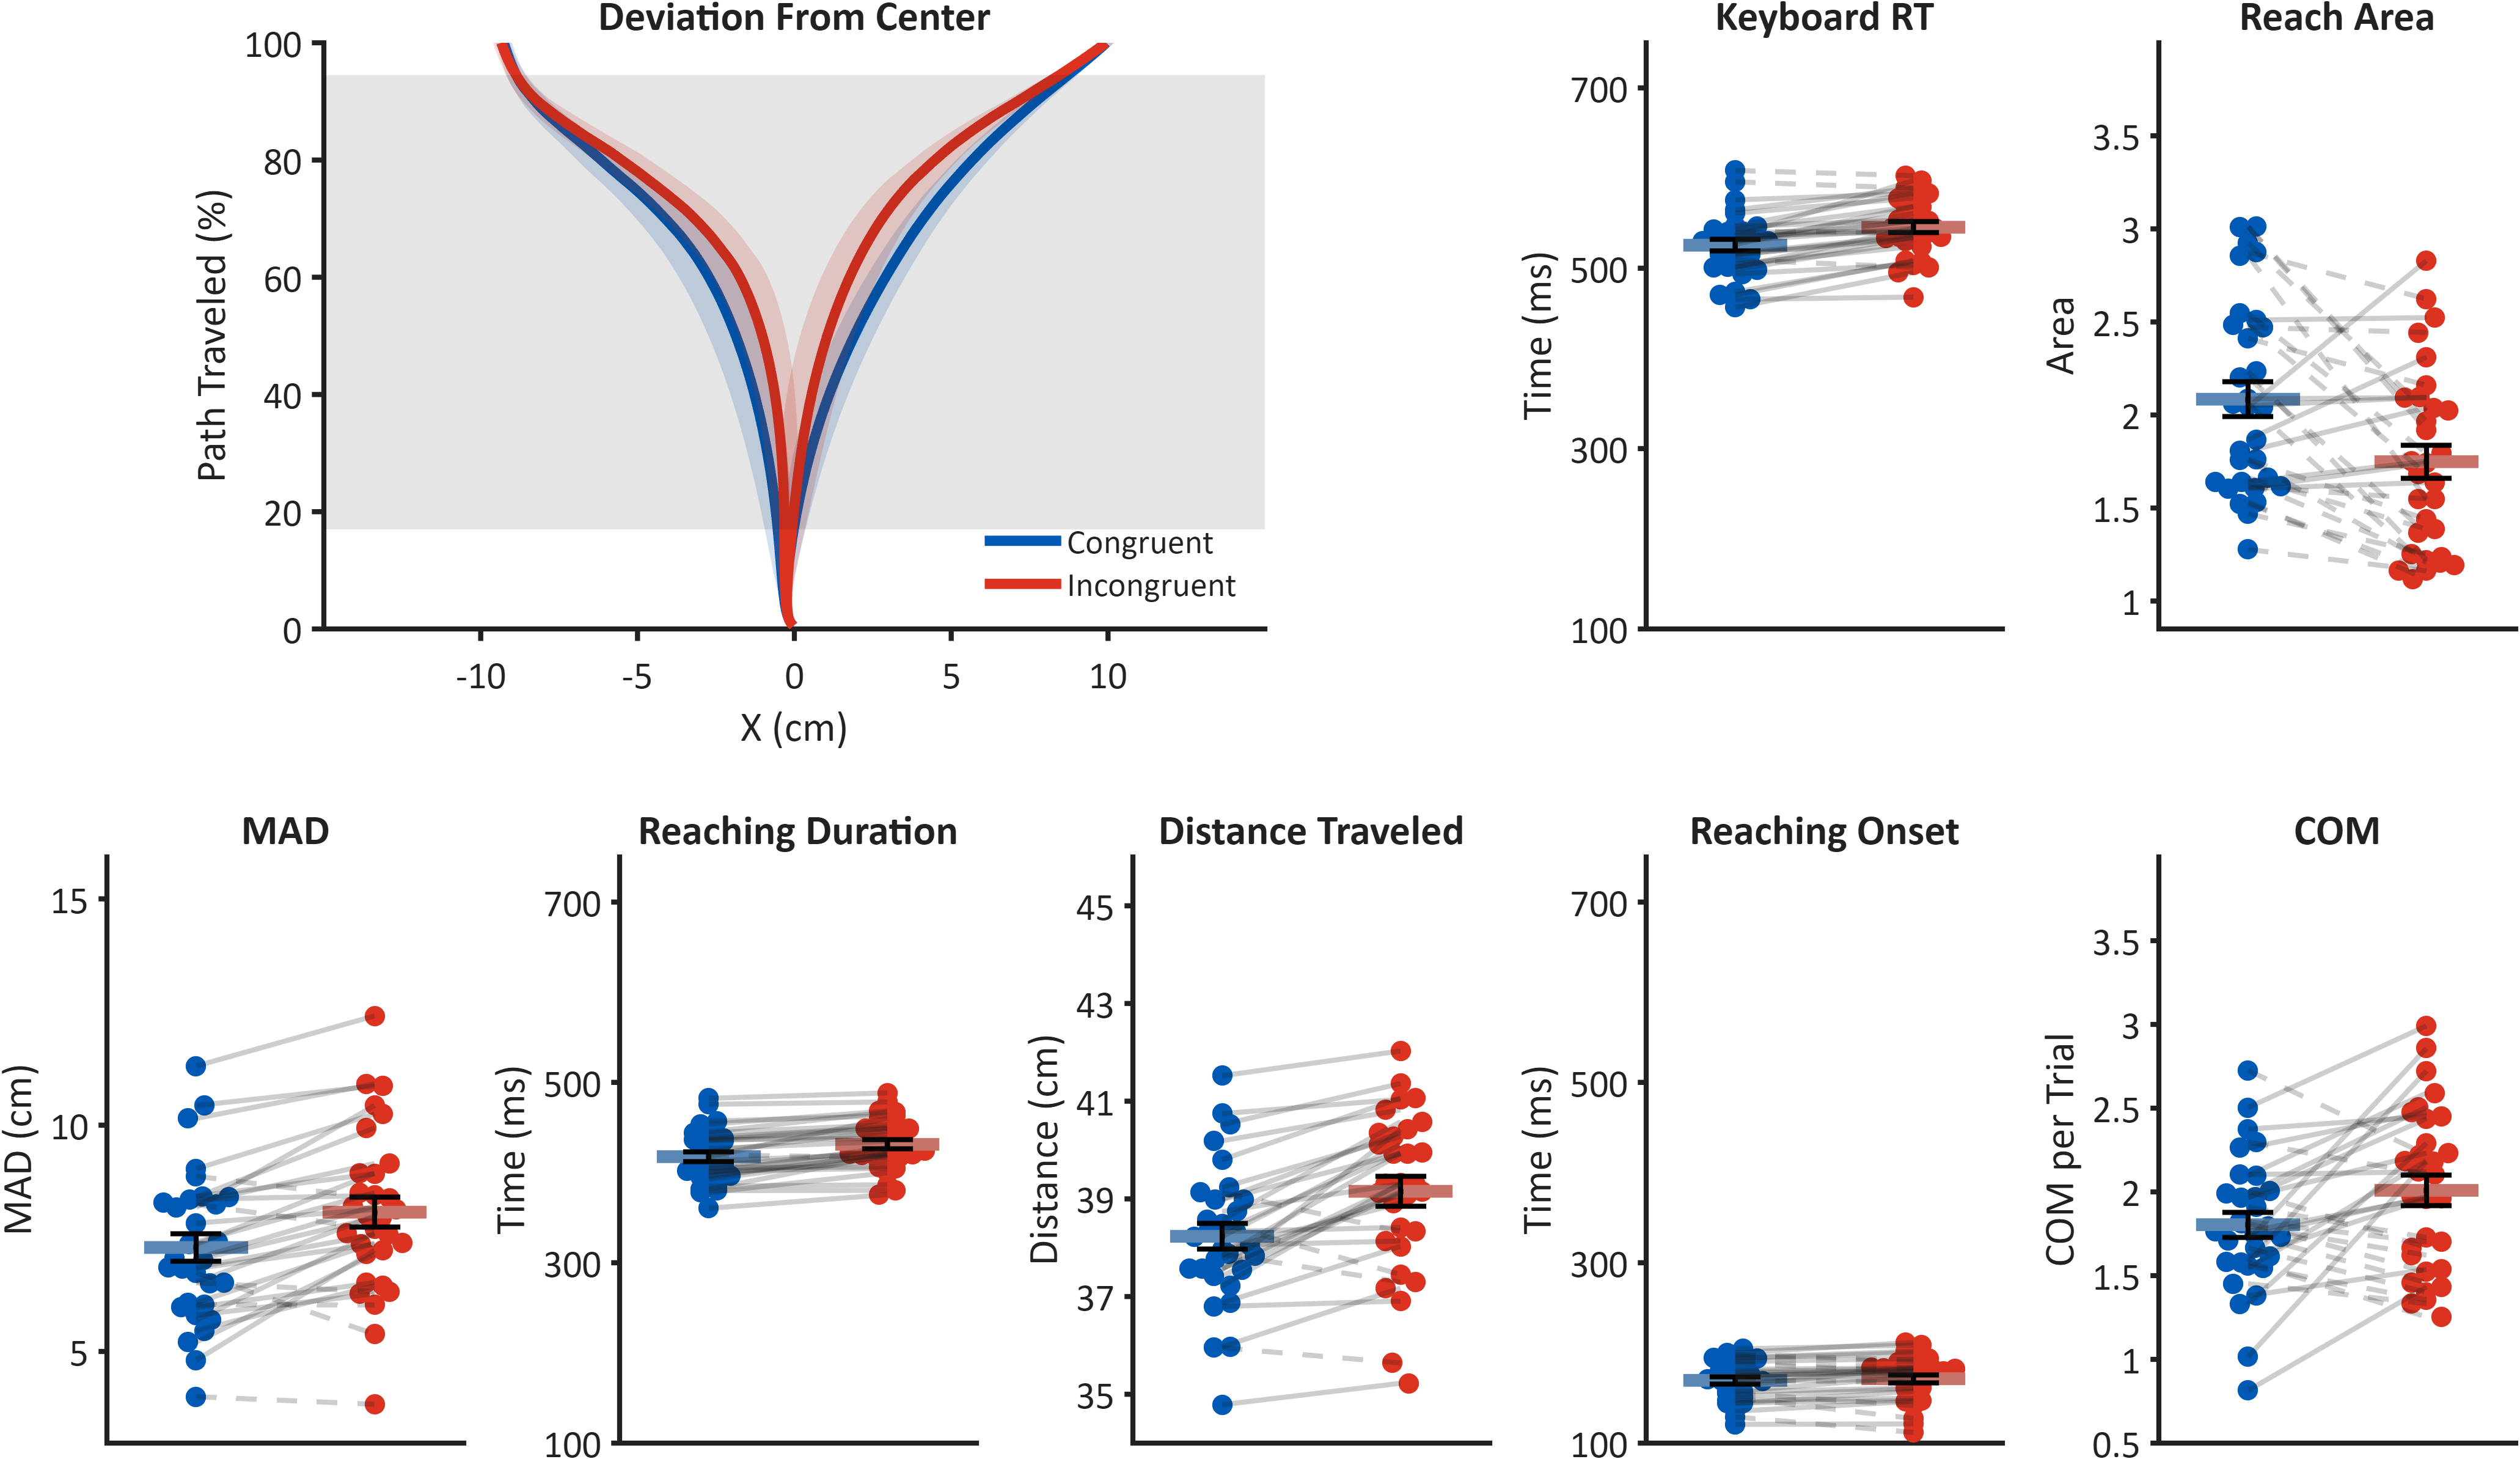 Deviation From Center
Path Traveled (%)
100
80
60
40
20
0
-10 -5 0 5 10
X (cm)
Congruent
Incongruent
Keyboard RT
Time (ms)
700
500
300
100
Reach Area
Area
3.5
3
2.5
2
1.5
1
MAD
MAD (cm)
15
10
5
Reaching Duration
Time (ms)
700
500
300
100
Distance Traveled
Distance (cm)
45
43
41
39
37
35
Reaching Onset
Time (ms)
700
500
300
100
COM
COM per Trial
3.5
3
2.5
2
1.5
1
0.5